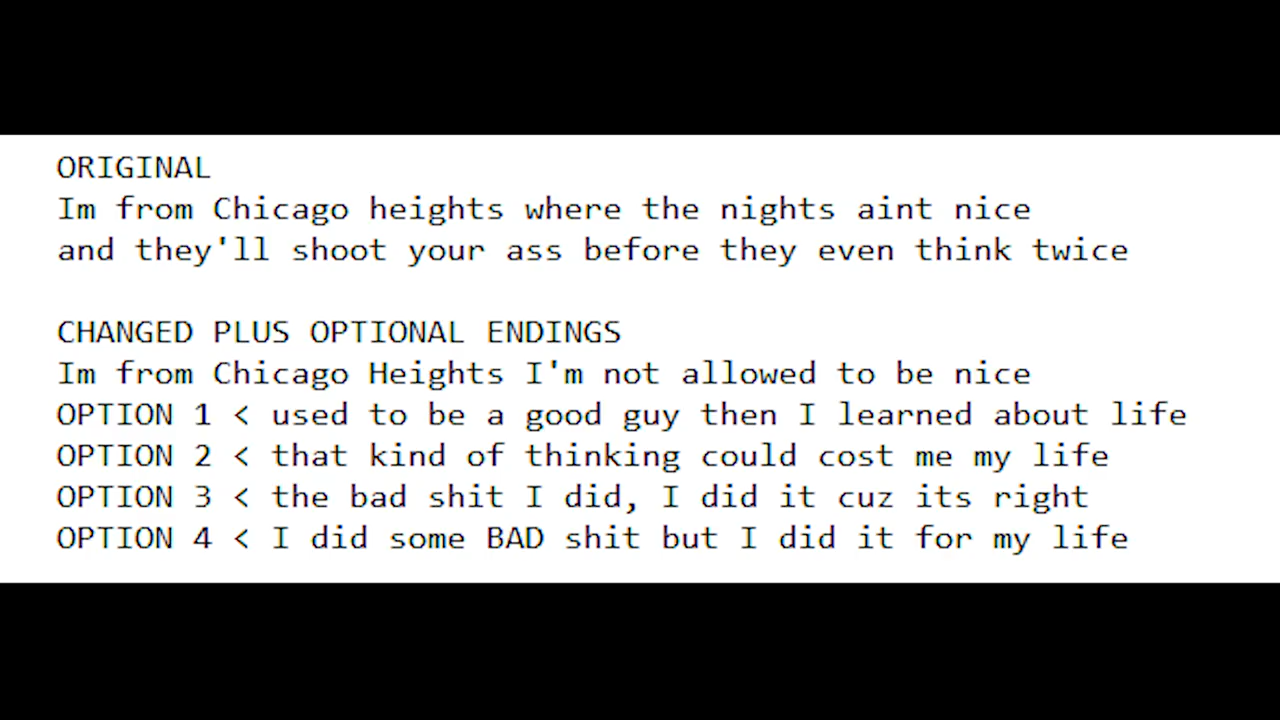 ORIGINAL
Im from Chicago heights where the nights aint nice
and they'll shoot your ass before they even think twice
CHANGED PLUS OPTIONAL ENDINGS
Im from Chicago Heights I'm not allowed to be nice
OPTION 1 < used to be a good guy then I learned about life
OPTION 2 < that kind of thinking could cost me my life
OPTION 3 < the bad shit I did, I did it cuz its right
OPTION 4 < I did some BAD shit but I did it for my life